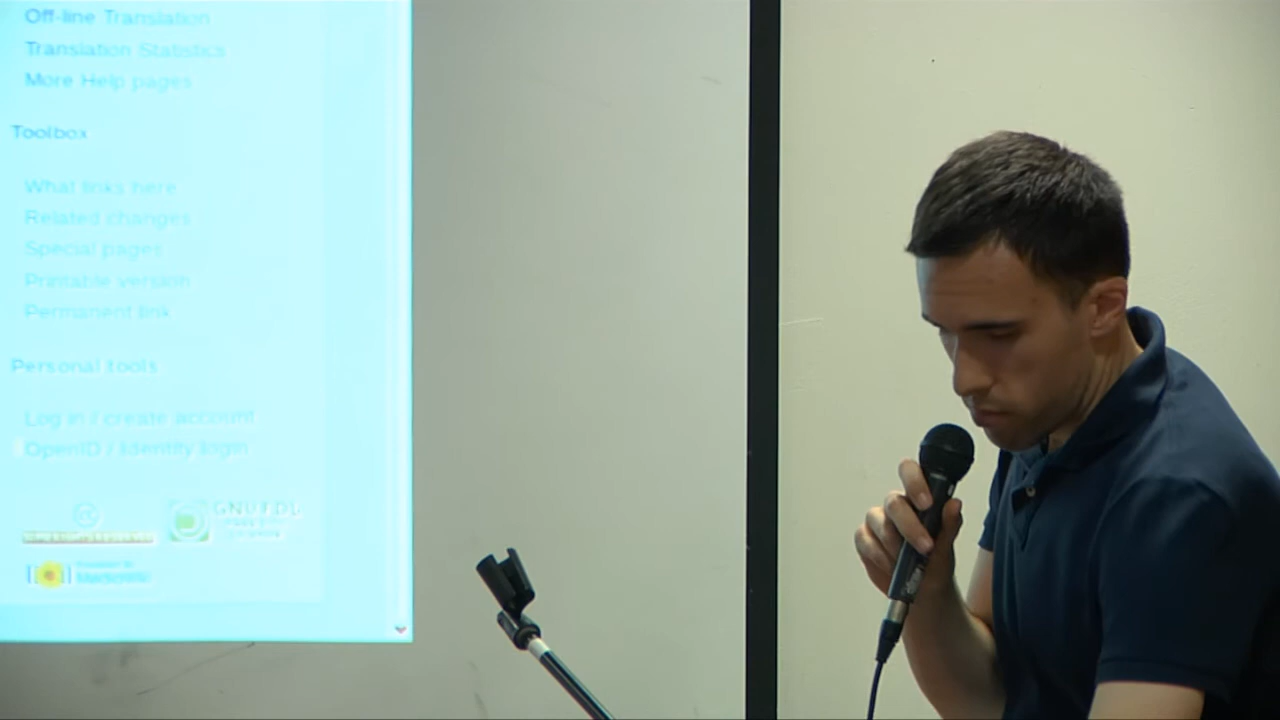 Off-line Translation
Translation Statistics
More Help pages
Toolbox
What links here
Related changes
Special pages
Printable version
Permanent link
Personal tools
Log in / create account
OpenID / Identity login
GNU FDL